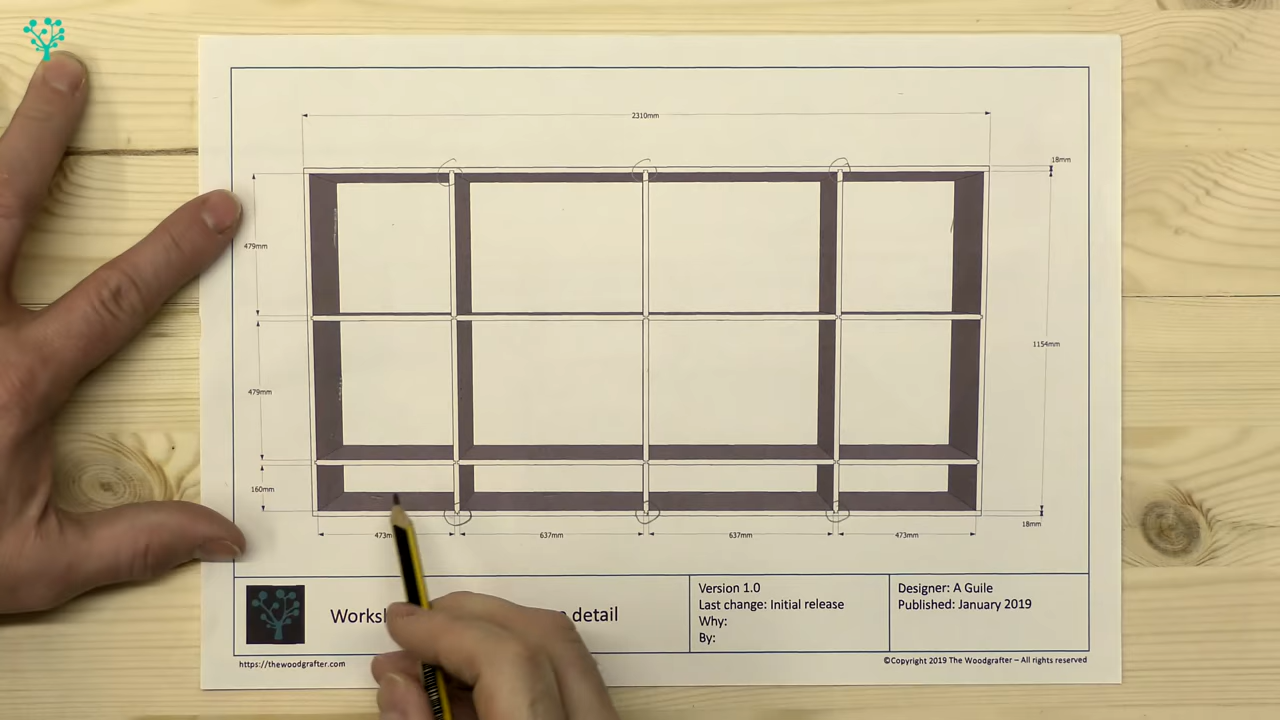 2310mm
18mm
479mm
1154mm
479mm
160mm
18mm
637mm
637mm
473mm
detail
Version 1.0
Last change: Initial release
Why:
By:
Designer: A Guile
Published: January 2019
https://thewoodgrafter.com
©Copyright 2019 The Woodgrafter – All rights reserved